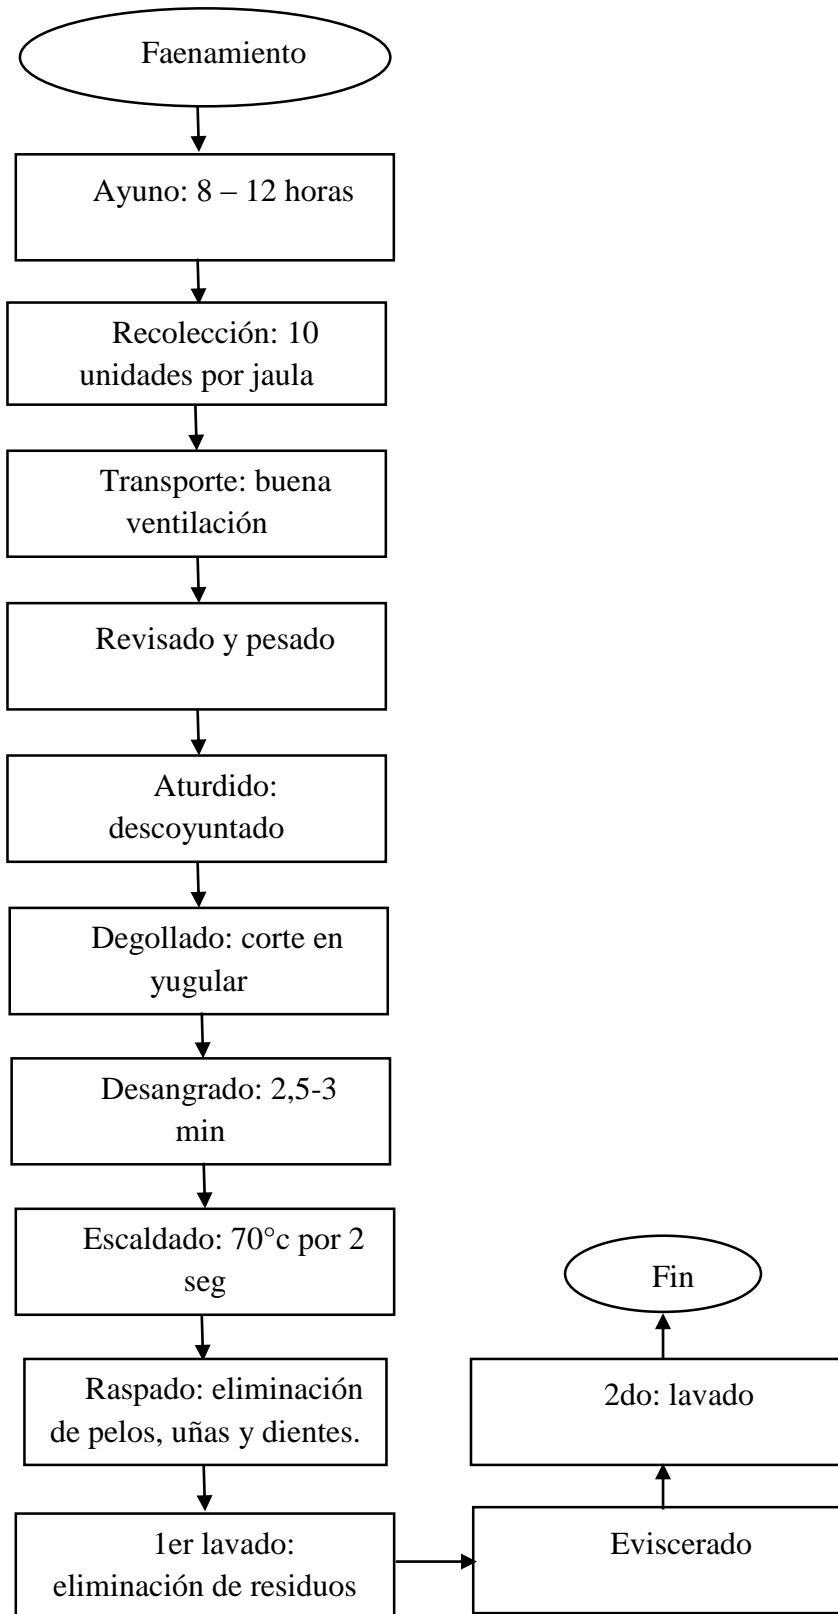 Faenamiento
Ayuno: 8 – 12 horas
Recolección: 10
unidades por jaula
Transporte: buena
ventilación
Revisado y pesado
Aturdido:
descoyuntado
Degollado: corte en
yugular
Desangrado: 2,5-3
min
Escaldado: 70°c por 2
seg
Raspado: eliminación
de pelos, uñas y dientes.
1er lavado:
eliminación de residuos
Eviscerado
2do: lavado
Fin